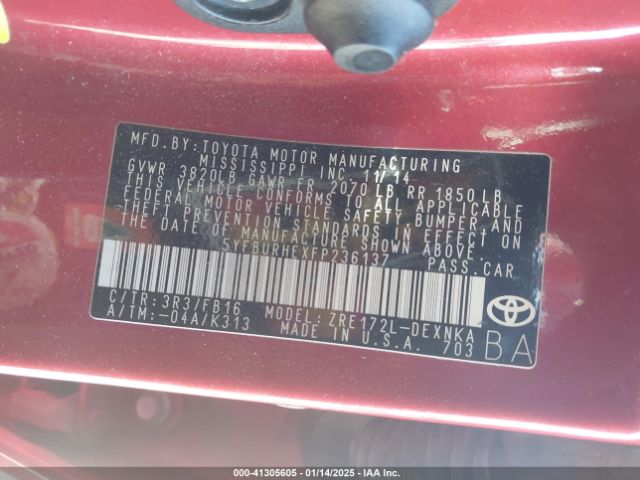 MFD. BY: TOYOTA MOTOR MANUFACTURING
MISSISSIPPI INC. 11/14
GVWR 3820LB GAWR FR 2070 LB RR 1850 LB
THIS VEHICLE CONFORMS TO ALL APPLICABLE
FEDERAL MOTOR VEHICLE SAFETY, BUMPER AND
THEFT PREVENTION STANDARDS IN EFFECT ON
THE DATE OF MANUFACTURE SHOWN ABOVE.
5YFBURHEXFP236137 PASS.CAR
C/TR: 3R3/FB16 MODEL: ZRE172L-DEXNKA
A/TM:-04A/K313 MADE IN U.S.A. 703
BA
TOYOTA
000-41305605 - 01/14/2025 - IAA Inc.